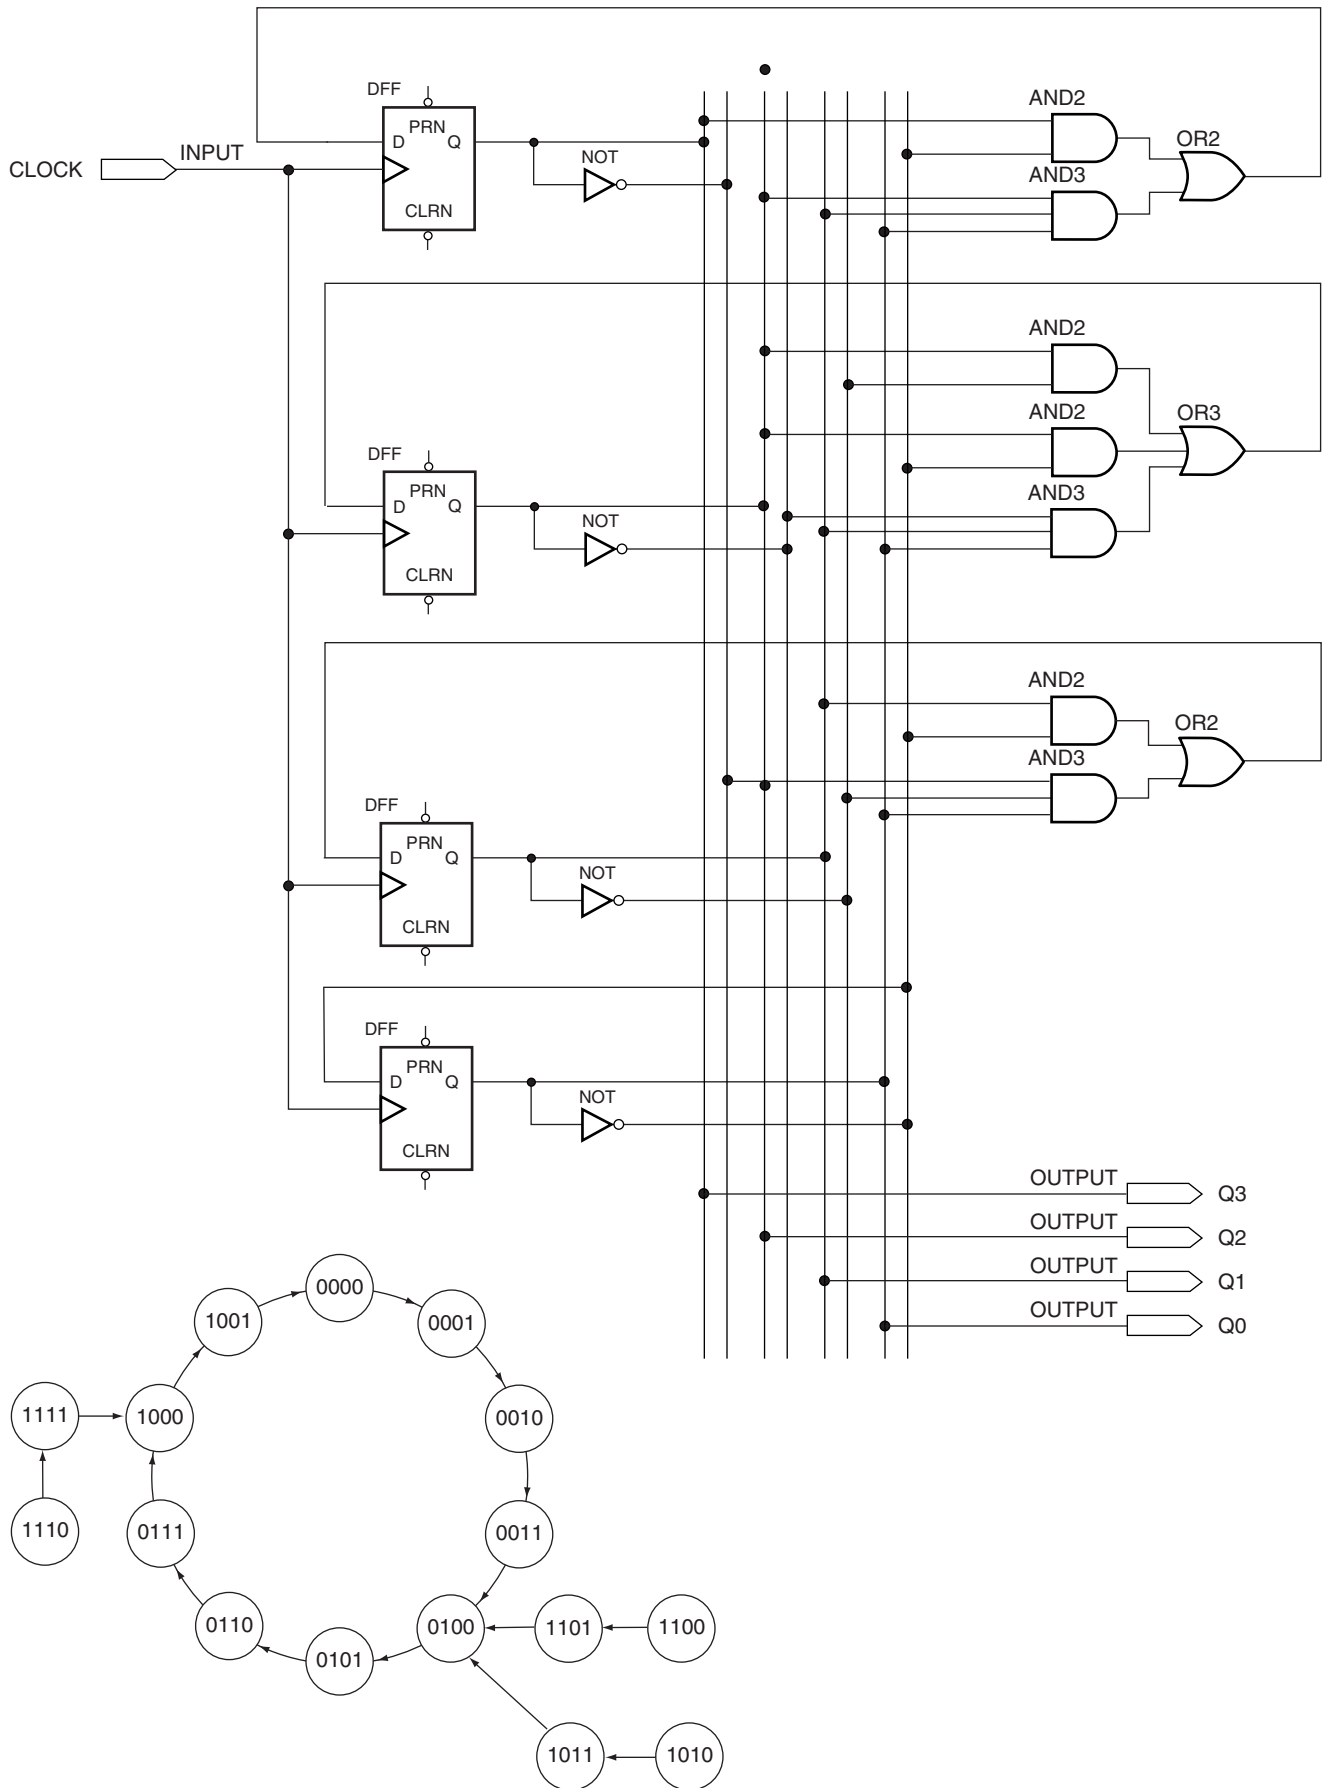 DFF
PRN
D
Q
CLRN
CLOCK
INPUT
NOT
AND2
AND3
OR2
DFF
PRN
D
Q
CLRN
NOT
AND2
AND2
AND3
OR3
DFF
PRN
D
Q
CLRN
NOT
AND2
AND3
OR2
DFF
PRN
D
Q
CLRN
NOT
OUTPUT Q3
OUTPUT Q2
OUTPUT Q1
OUTPUT Q0
0000
1001
0001
1111
1000
0010
1110
0111
0011
0110
0101
0100
1101
1100
1011
1010